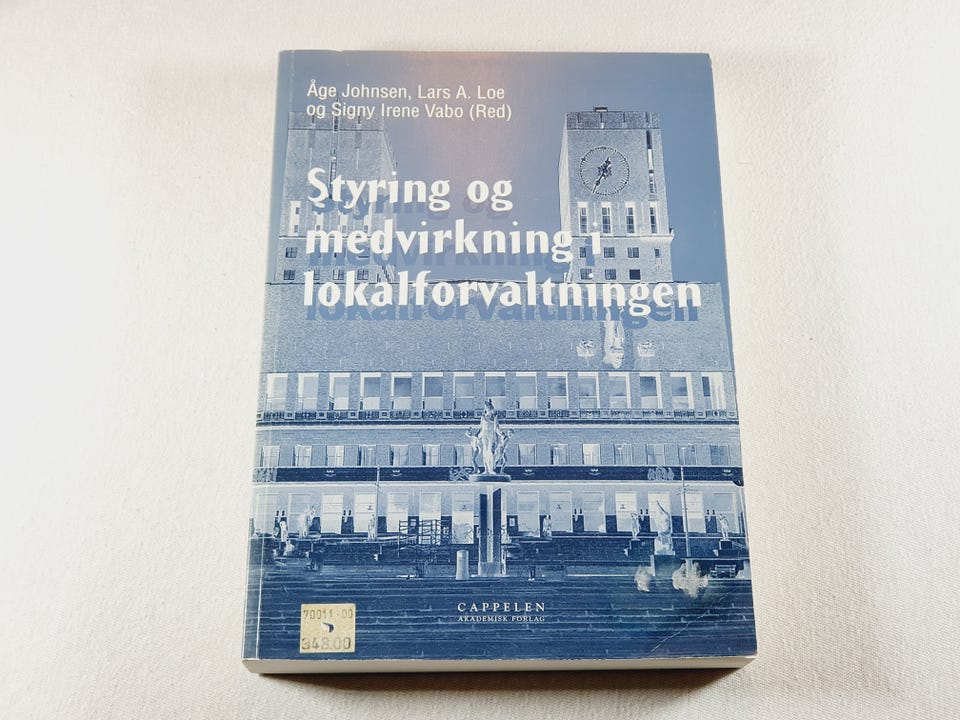 Åge Johnsen, Lars A. Loe
og Signy Irene Vabo (Red)
Styring og
medvirkning i
lokalforvaltningen
CAPPELEN
AKADEMISK FORLAG
70011-00
348.00